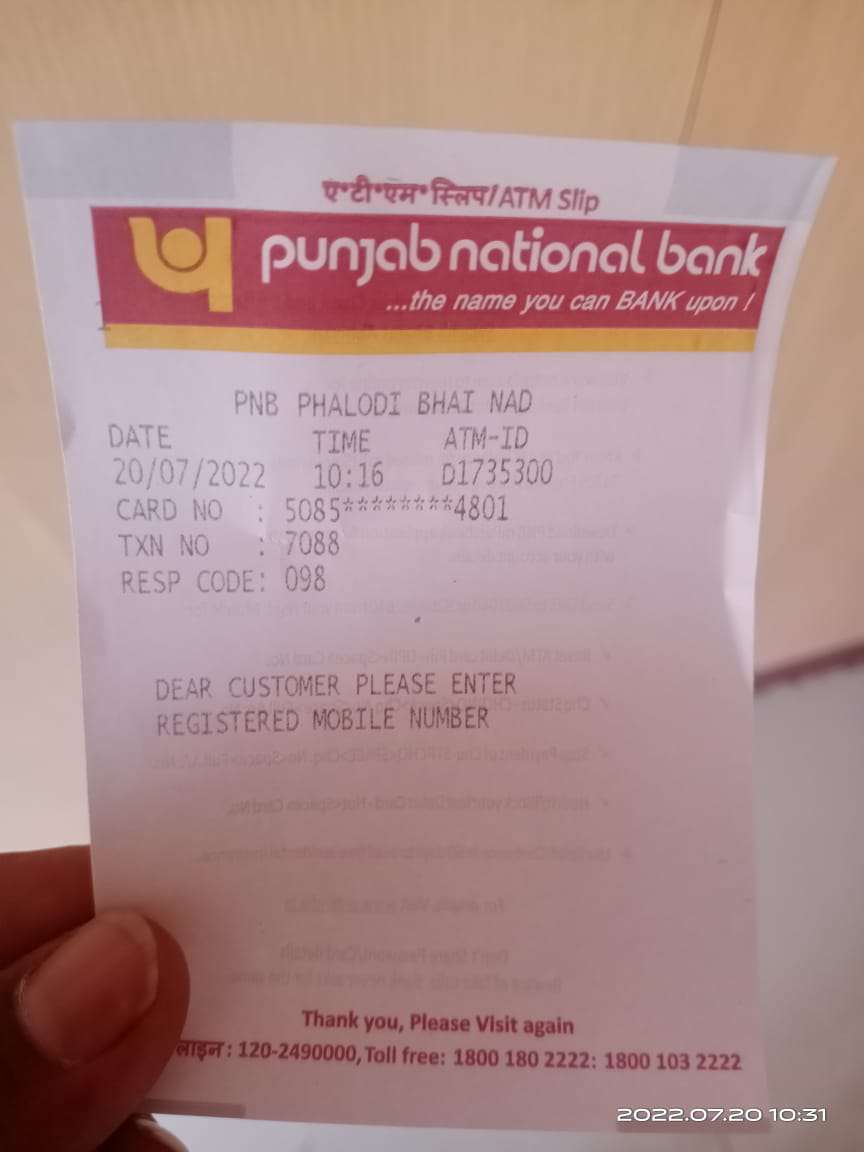 ए•टी•एम•स्लिप/ATM Slip
punjab national bank
...the name you can BANK upon !
PNB PHALODI BHAI NAD
DATE TIME ATM-ID
20/07/2022 10:16 D1735300
CARD NO : 5085********4801
TXN NO : 7088
RESP CODE: 098
DEAR CUSTOMER PLEASE ENTER
REGISTERED MOBILE NUMBER
Thank you, Please Visit again
लाइन : 120-2490000, Toll free: 1800 180 2222: 1800 103 2222
2022.07.20 10:31